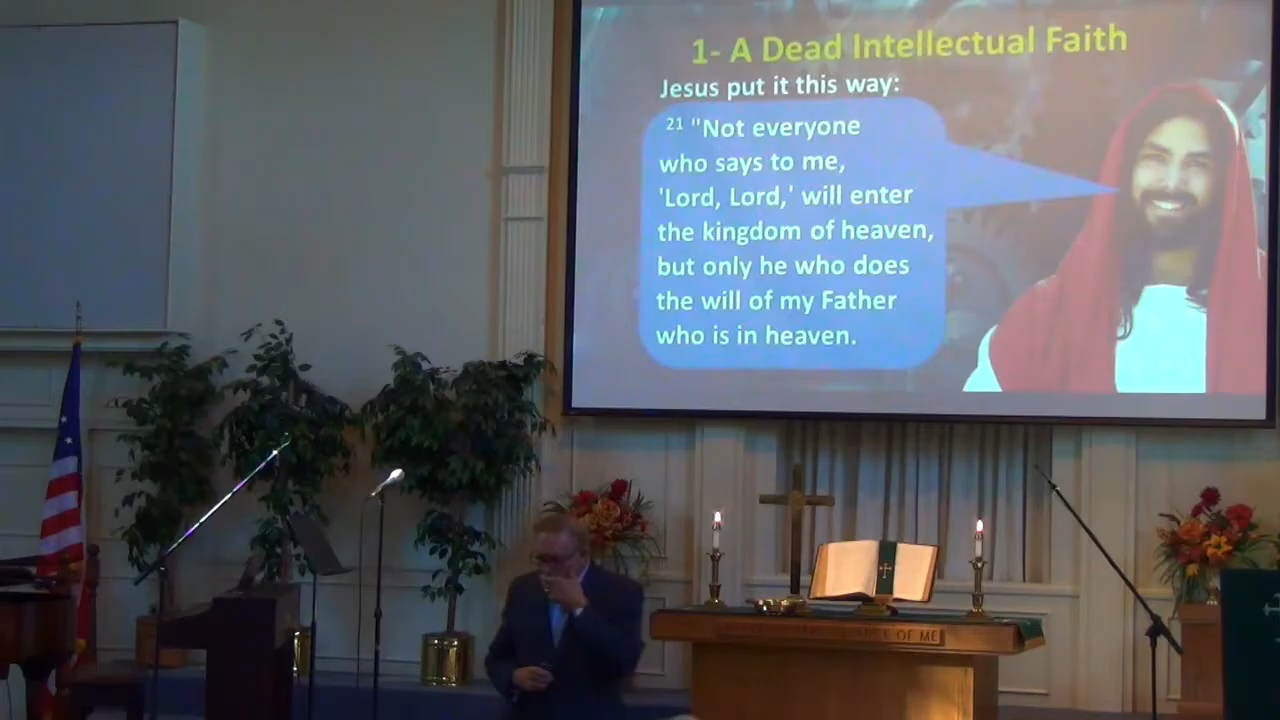 1- A Dead Intellectual Faith
Jesus put it this way:
21 "Not everyone
who says to me,
'Lord, Lord,' will enter
the kingdom of heaven,
but only he who does
the will of my Father
who is in heaven.
OF ME